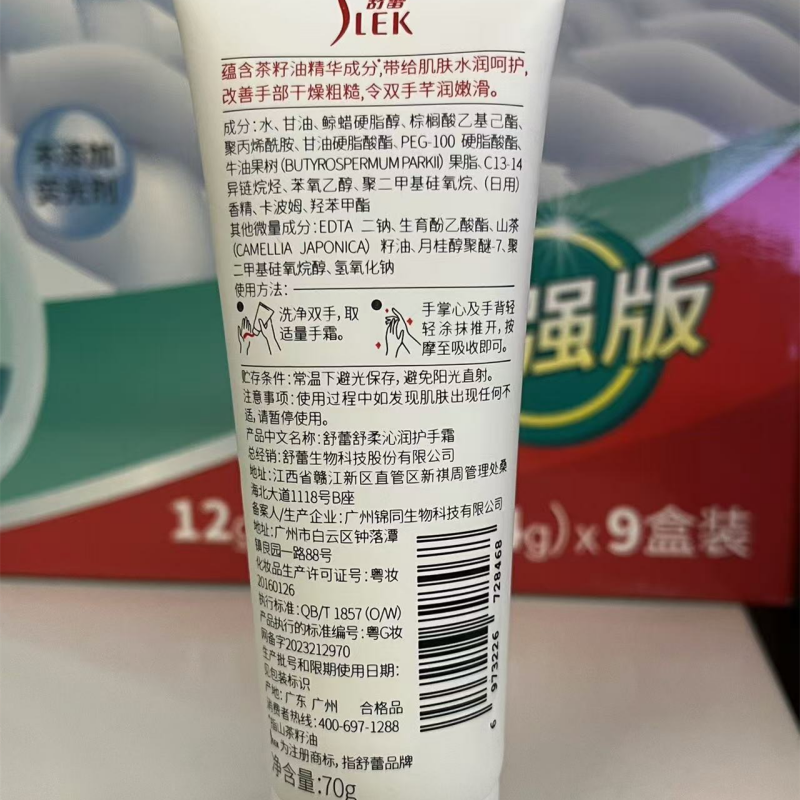 舒蕾
SLEK
蕴含茶籽油精华成分*,带给肌肤水润呵护,
改善手部干燥粗糙,令双手芊润嫩滑。
成分:水、甘油、鲸蜡硬脂醇、棕榈酸乙基己酯、
聚丙烯酰胺、甘油硬脂酸酯、PEG-100 硬脂酸酯、
牛油果树(BUTYROSPERMUM PARKII) 果脂、C13-14
异链烷烃、苯氧乙醇、聚二甲基硅氧烷、(日用)
香精、卡波姆、羟苯甲酯
其他微量成分:EDTA 二钠、生育酚乙酸酯、山茶
(CAMELLIA JAPONICA) 籽油、月桂醇聚醚-7、聚
二甲基硅氧烷醇、氢氧化钠
使用方法:
洗净双手,取
适量手霜。
手掌心及手背轻
轻涂抹推开,按
摩至吸收即可。
贮存条件:常温下避光保存,避免阳光直射。
注意事项:使用过程中如发现肌肤出现任何不
适,请暂停使用。
产品中文名称:舒蕾舒柔沁润护手霜
总经销:舒蕾生物科技股份有限公司
地址:江西省赣江新区直管区新祺周管理处桑
海北大道1118号B座
备案人/生产企业:广州锦同生物科技有限公司
地址:广州市白云区钟落潭
镇良园一路88号
化妆品生产许可证号:粤妆
20160126
执行标准:QB/T 1857 (O/W)
产品执行的标准编号:粤G妆
网备字2023212970
生产批号和限期使用日期:
见包装标识
产地:广东 广州 合格品
消费者热线:400-697-1288
*指山茶籽油
为注册商标,指舒蕾品牌
净含量:70g
6 973226 728468
不添加
荧光剂
强版
12g
g)x9盒装